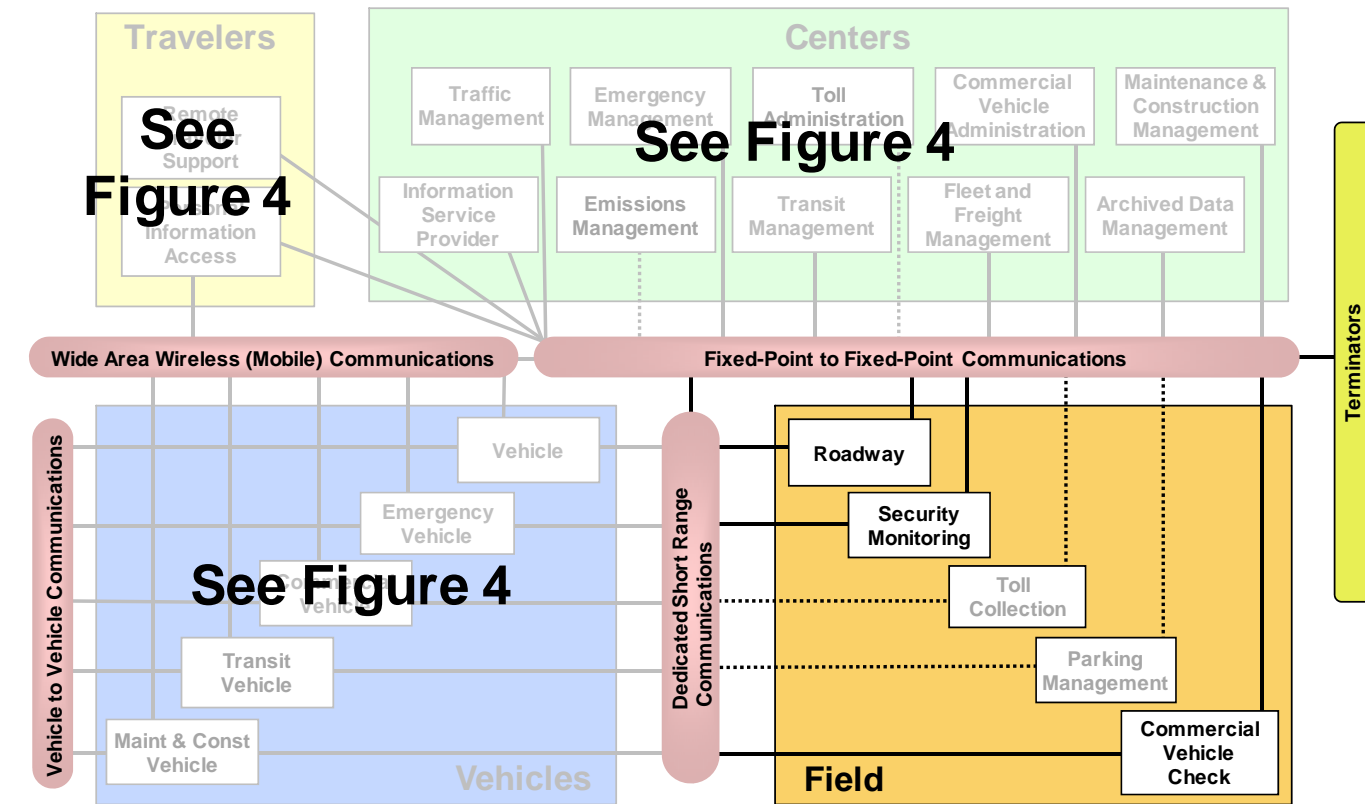 Travelers
Centers
Traffic
Management
Emergency
Management
Toll
Administration
Commercial
Vehicle
Administration
Maintenance &
Construction
Management
Remote
Support
See
Figure 4
See Figure 4
Information
Service
Provider
Emissions
Management
Transit
Management
Fleet and
Freight
Management
Archived Data
Management
Personal
Information
Access
Terminators
Wide Area Wireless (Mobile) Communications
Fixed-Point to Fixed-Point Communications
Vehicle to Vehicle Communications
Vehicle
Emergency
Vehicle
Commercial
Vehicle
See Figure 4
Transit
Vehicle
Maint & Const
Vehicle
Vehicles
Dedicated Short Range
Communications
Roadway
Security
Monitoring
Toll
Collection
Parking
Management
Commercial
Vehicle
Check
Field